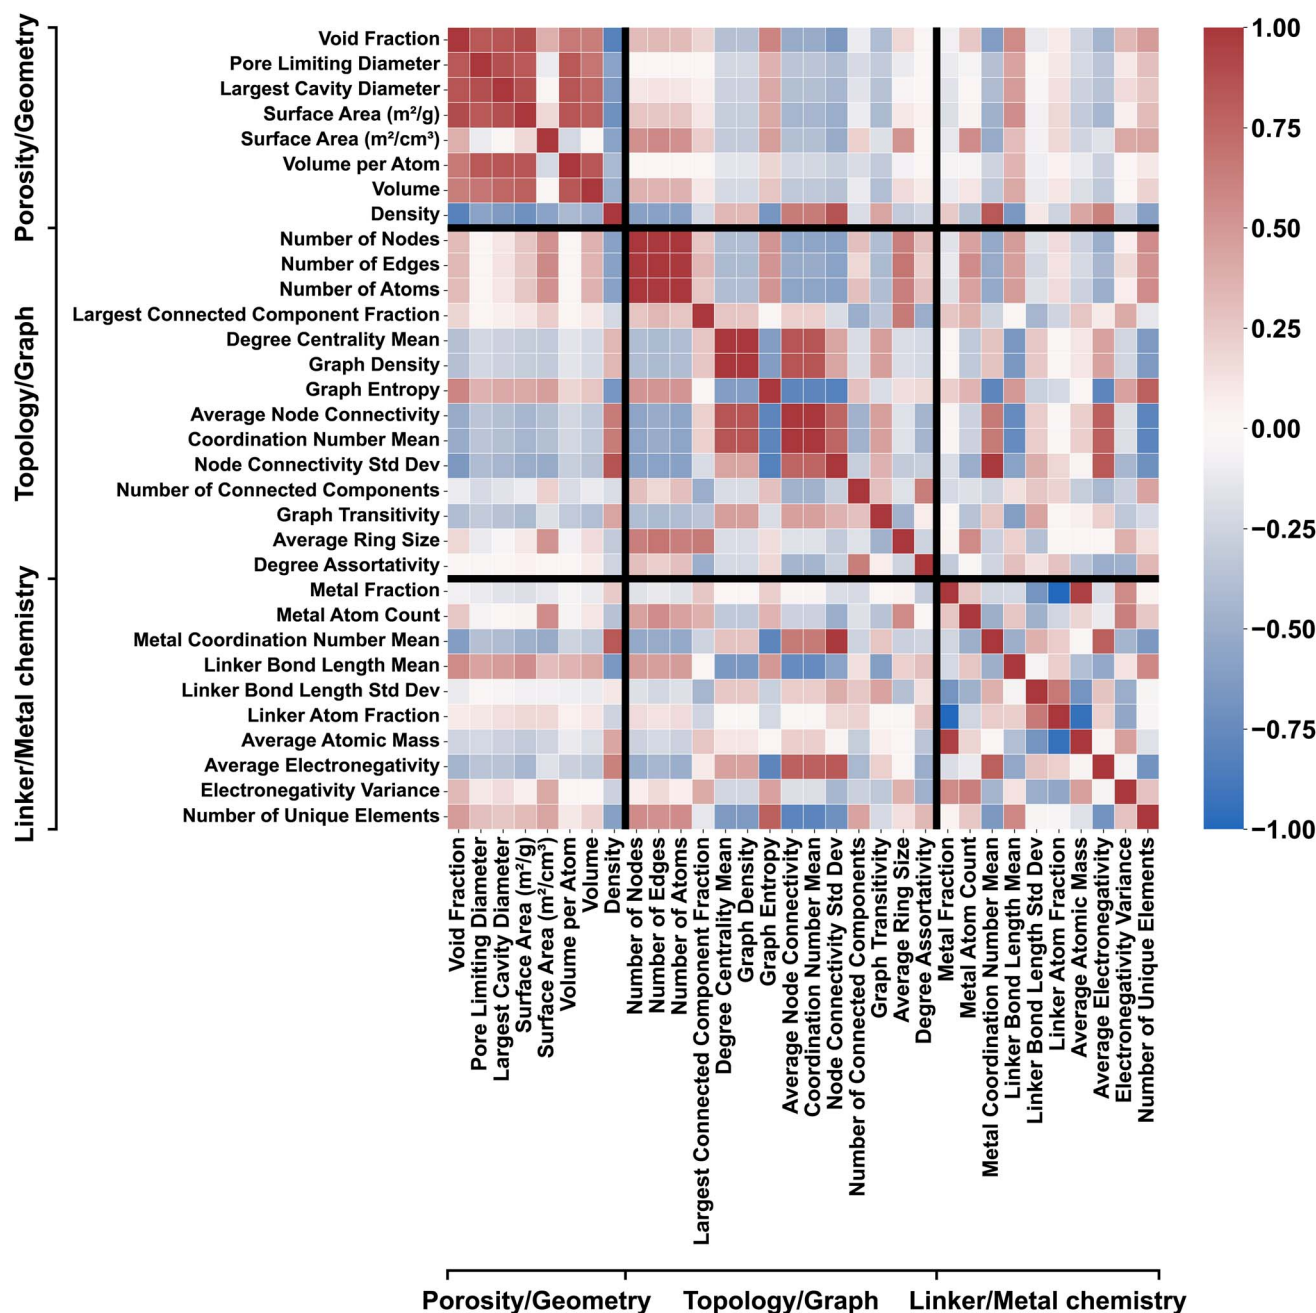 Porosity/Geometry
Topology/Graph
Linker/Metal chemistry
Void Fraction
Pore Limiting Diameter
Largest Cavity Diameter
Surface Area (m²/g)
Surface Area (m²/cm³)
Volume per Atom
Volume
Density
Number of Nodes
Number of Edges
Number of Atoms
Largest Connected Component Fraction
Degree Centrality Mean
Graph Density
Graph Entropy
Average Node Connectivity
Coordination Number Mean
Node Connectivity Std Dev
Number of Connected Components
Graph Transitivity
Average Ring Size
Degree Assortativity
Metal Fraction
Metal Atom Count
Metal Coordination Number Mean
Linker Bond Length Mean
Linker Bond Length Std Dev
Linker Atom Fraction
Average Atomic Mass
Average Electronegativity
Electronegativity Variance
Number of Unique Elements
1.00
0.75
0.50
0.25
0.00
−0.25
−0.50
−0.75
−1.00
Void Fraction
Pore Limiting Diameter
Largest Cavity Diameter
Surface Area (m²/g)
Surface Area (m²/cm³)
Volume per Atom
Volume
Density
Number of Nodes
Number of Edges
Number of Atoms
Largest Connected Component Fraction
Degree Centrality Mean
Graph Density
Graph Entropy
Average Node Connectivity
Coordination Number Mean
Node Connectivity Std Dev
Number of Connected Components
Graph Transitivity
Average Ring Size
Degree Assortativity
Metal Fraction
Metal Atom Count
Metal Coordination Number Mean
Linker Bond Length Mean
Linker Bond Length Std Dev
Linker Atom Fraction
Average Atomic Mass
Average Electronegativity
Electronegativity Variance
Number of Unique Elements
Porosity/Geometry
Topology/Graph
Linker/Metal chemistry